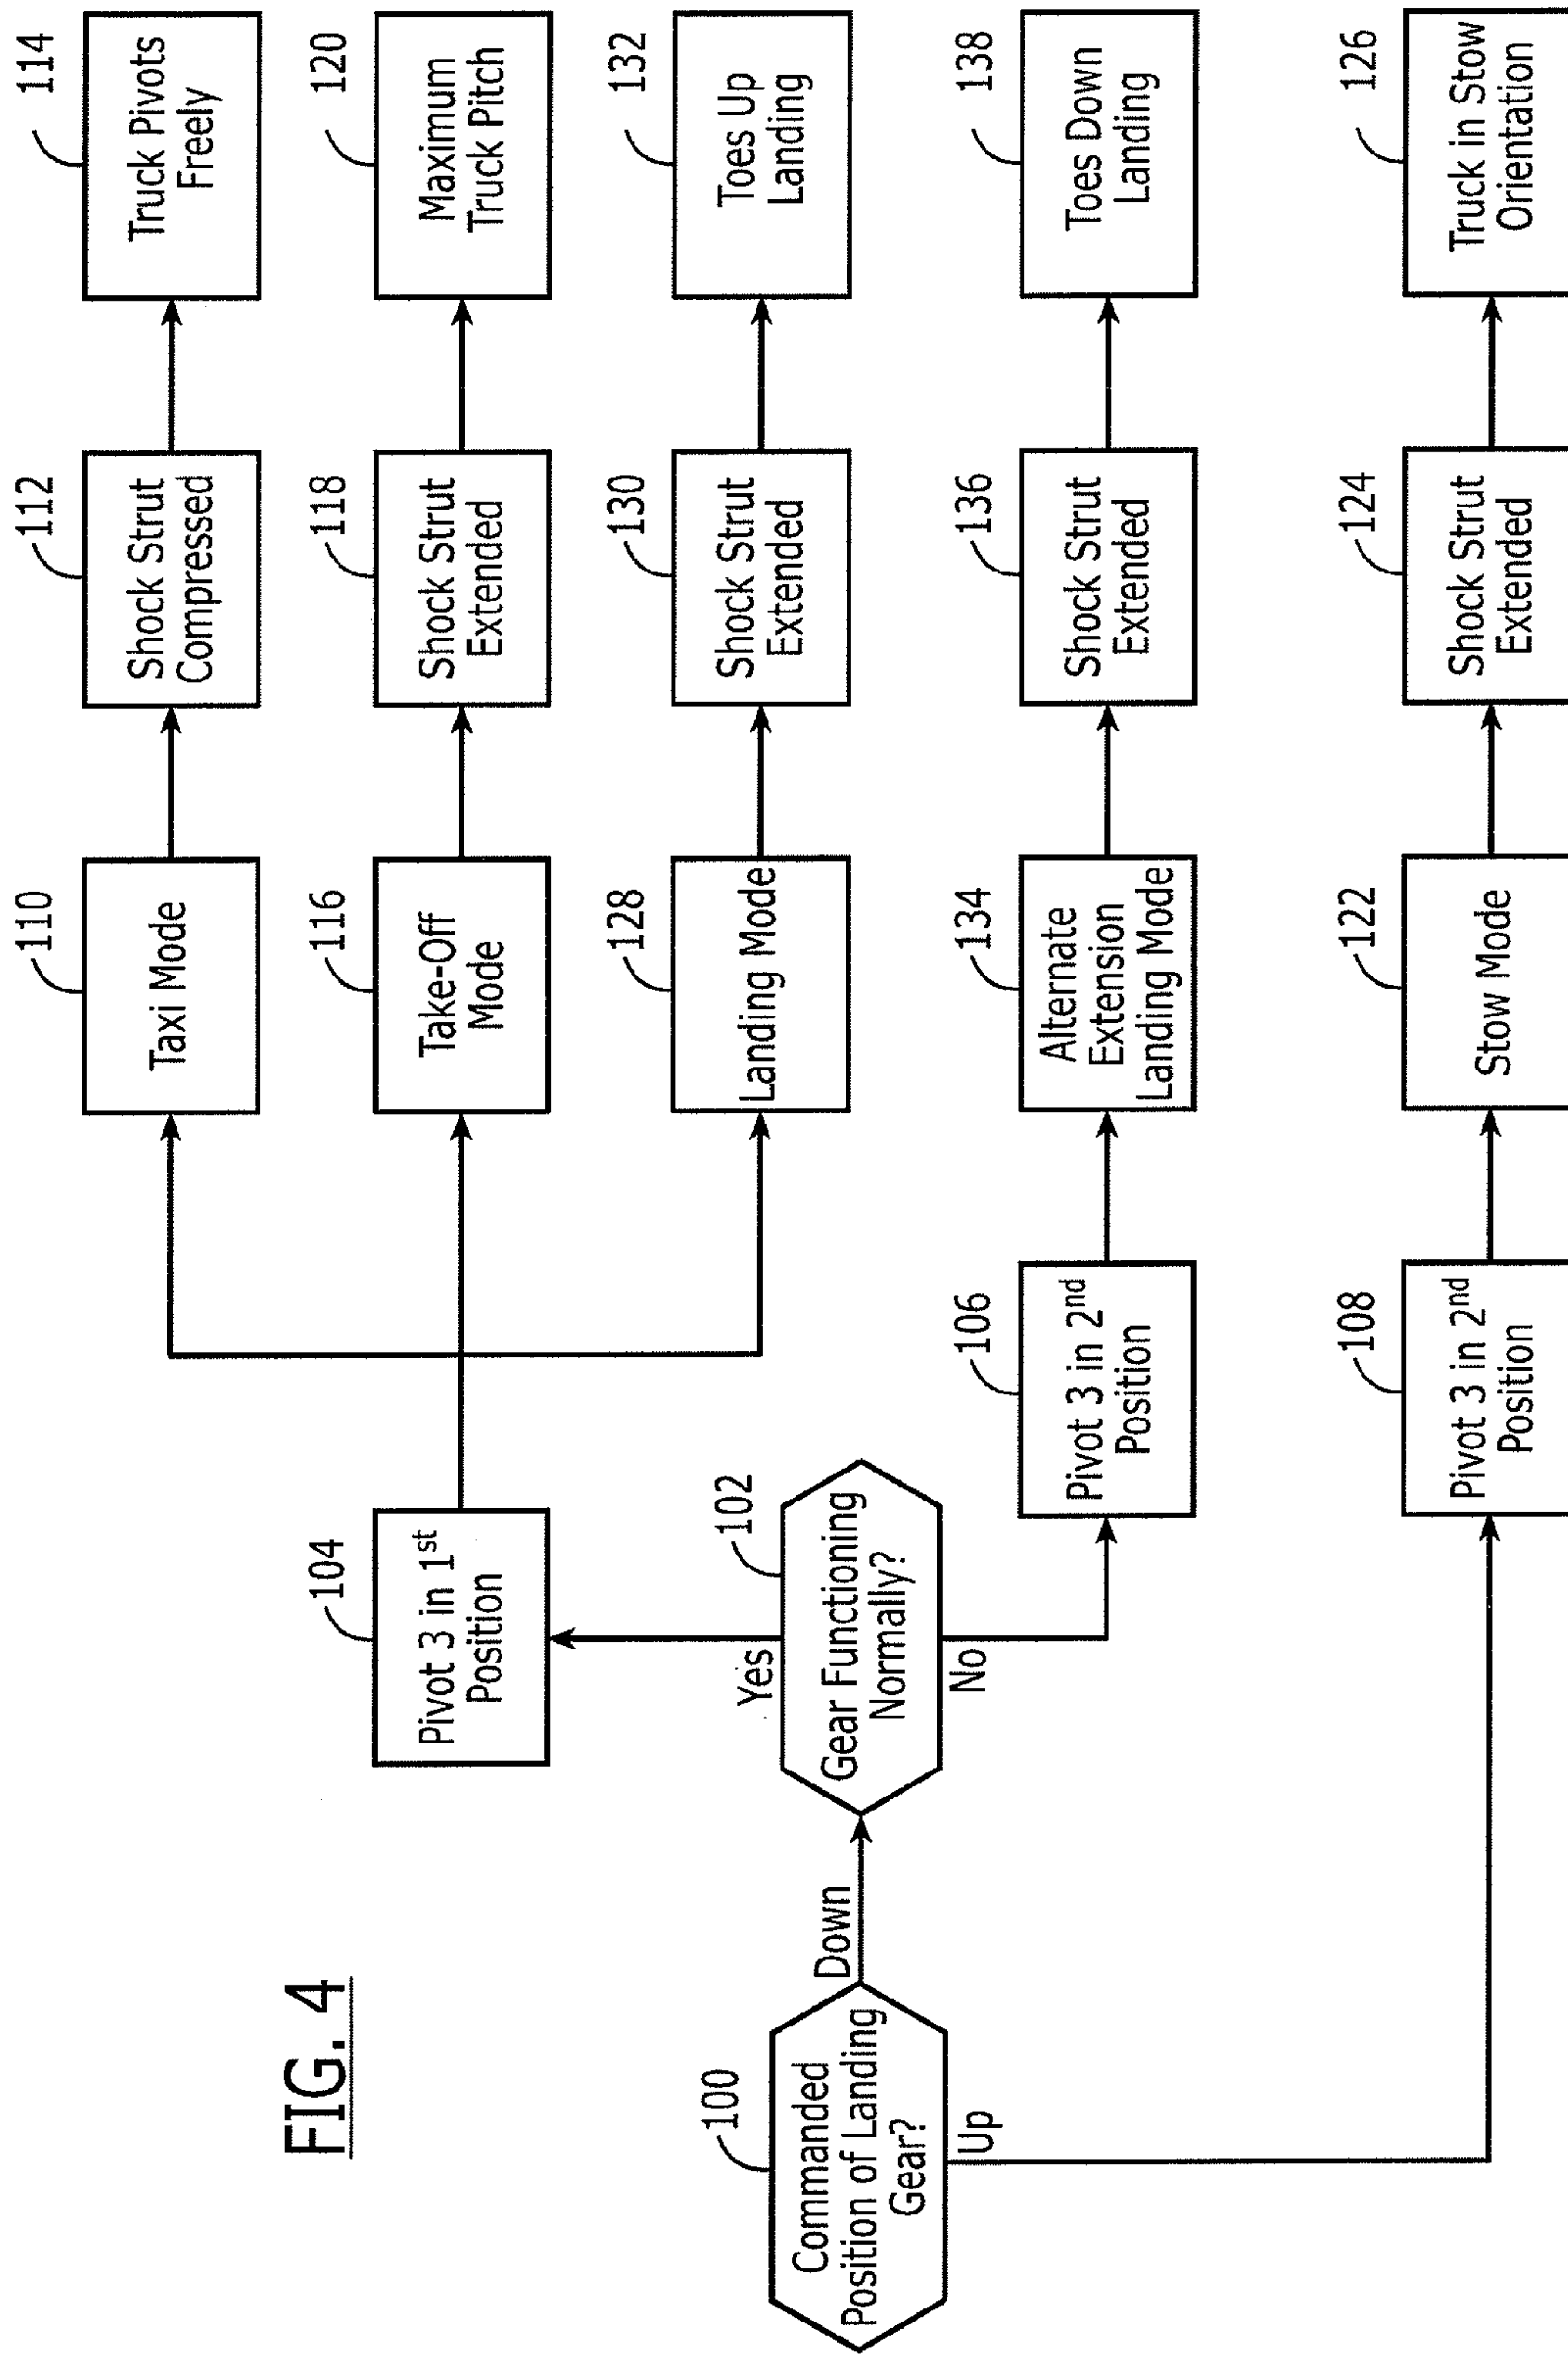 FIG. 4
100
Commanded
Position of Landing
Gear?
Down
Up
102
Gear Functioning
Normally?
Yes
No
104
Pivot 3 in 1st
Position
106
Pivot 3 in 2nd
Position
108
Pivot 3 in 2nd
Position
110
Taxi Mode
112
Shock Strut
Compressed
114
Truck Pivots
Freely
116
Take-Off
Mode
118
Shock Strut
Extended
120
Maximum
Truck Pitch
128
Landing Mode
130
Shock Strut
Extended
132
Toes Up
Landing
134
Alternate
Extension
Landing Mode
136
Shock Strut
Extended
138
Toes Down
Landing
122
Stow Mode
124
Shock Strut
Extended
126
Truck in Stow
Orientation